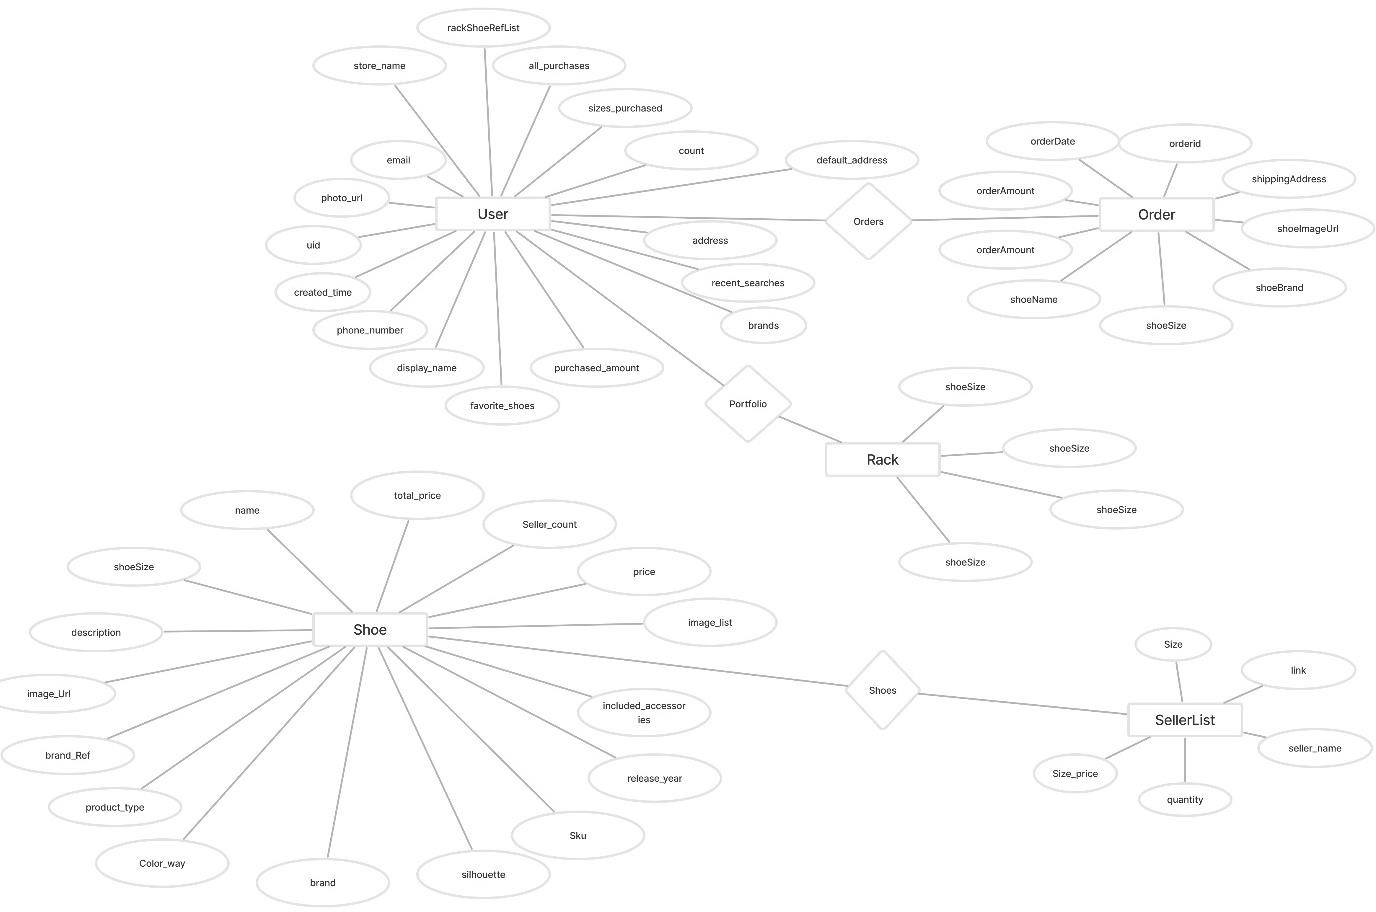 rackShoeRefList
store_name
all_purchases
sizes_purchased
email
count
default_address
photo_url
User
Orders
uid
address
created_time
recent_searches
phone_number
brands
display_name
purchased_amount
favorite_shoes
Portfolio
orderDate
orderid
orderAmount
shippingAddress
Order
shoeImageUrl
orderAmount
shoeName
shoeBrand
shoeSize
shoeSize
Rack
shoeSize
shoeSize
shoeSize
total_price
name
Seller_count
shoeSize
price
description
Shoe
image_list
image_Url
included_accessor
ies
brand_Ref
release_year
product_type
Sku
Color_way
brand
silhouette
Shoes
Size
link
SellerList
seller_name
Size_price
quantity